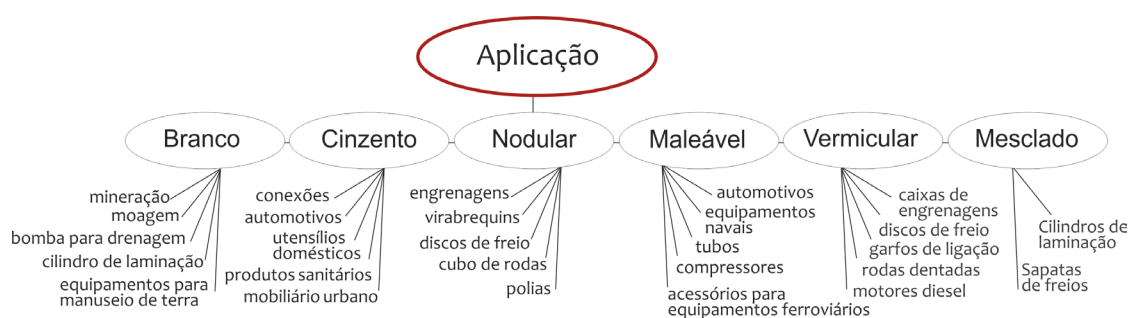 Aplicação
Branco
Cinzento
Nodular
Maleável
Vermicular
Mesclado
mineração
moagem
bomba para drenagem
cilindro de laminação
equipamentos para
manuseio de terra
conexões
automotivos
utensílios
domésticos
produtos sanitários
mobiliário urbano
engrenagens
virabrequins
discos de freio
cubo de rodas
polias
automotivos
equipamentos
navais
tubos
compressores
acessórios para
equipamentos ferroviários
caixas de
engrenagens
discos de freio
garfos de ligação
rodas dentadas
motores diesel
Cilindros de
laminação
Sapatas
de freios